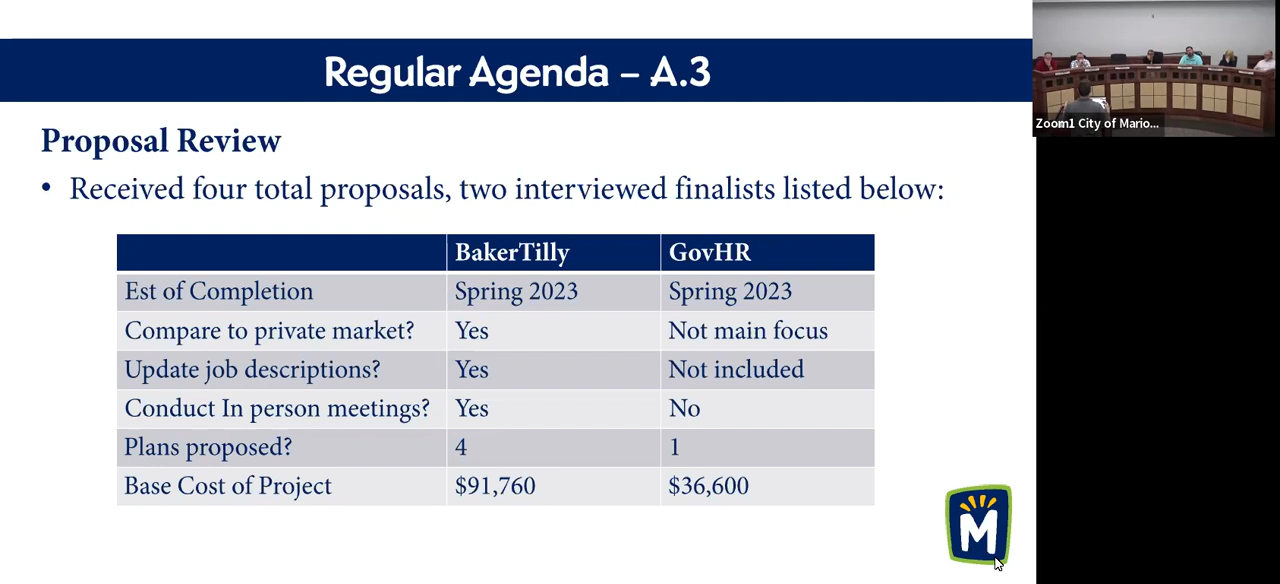 Regular Agenda – A.3
Zoom1 City of Mario...
Proposal Review
• Received four total proposals, two interviewed finalists listed below:
BakerTilly GovHR
Est of Completion Spring 2023 Spring 2023
Compare to private market? Yes Not main focus
Update job descriptions? Yes Not included
Conduct In person meetings? Yes No
Plans proposed? 4 1
Base Cost of Project $91,760 $36,600
M